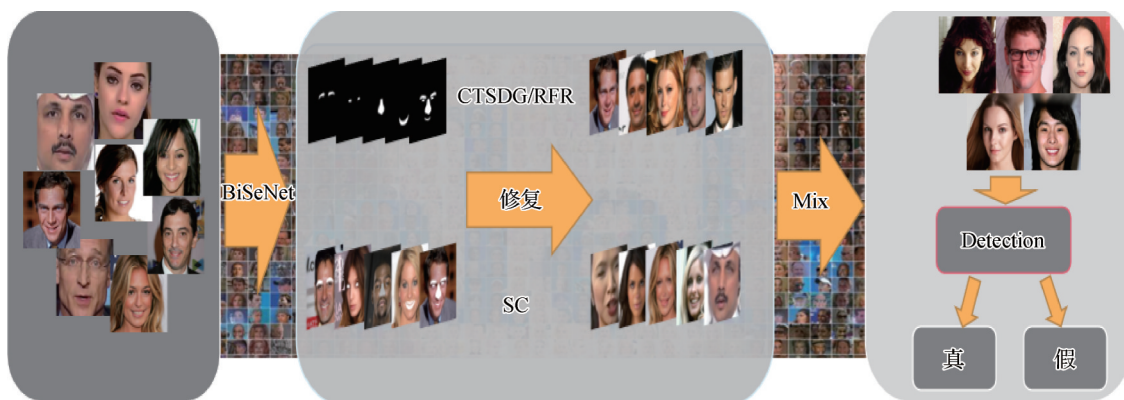 BiSeNet
CTSDG/RFR
修复
SC
Mix
Detection
真
假